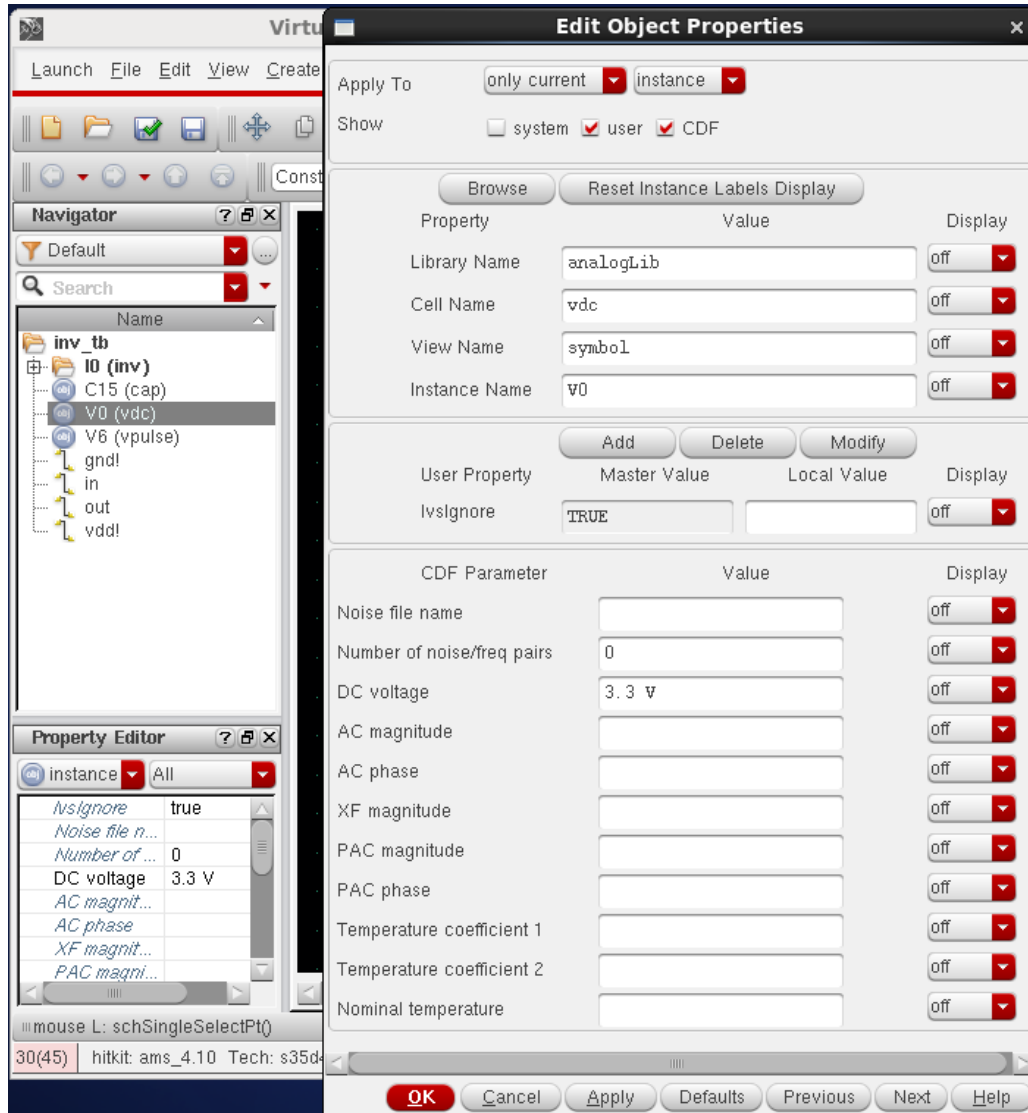 Virtu
Launch File Edit View Create
Const
Navigator
Default
Search
Name
inv_tb
I0 (inv)
C15 (cap)
V0 (vdc)
V6 (vpulse)
gnd!
in
out
vdd!
Property Editor
instance All
lvsIgnore true
Noise file n...
Number of ... 0
DC voltage 3.3 V
AC magnit...
AC phase
XF magnit...
PAC magni...
mouse L: schSingleSelectPt()
30(45) hitkit: ams_4.10 Tech: s35d4
Edit Object Properties
Apply To only current instance
Show system user CDF
Browse Reset Instance Labels Display
Property Value Display
Library Name analogLib off
Cell Name vdc off
View Name symbol off
Instance Name V0 off
Add Delete Modify
User Property Master Value Local Value Display
lvsIgnore TRUE off
CDF Parameter Value Display
Noise file name off
Number of noise/freq pairs 0 off
DC voltage 3.3 V off
AC magnitude off
AC phase off
XF magnitude off
PAC magnitude off
PAC phase off
Temperature coefficient 1 off
Temperature coefficient 2 off
Nominal temperature off
OK Cancel Apply Defaults Previous Next Help